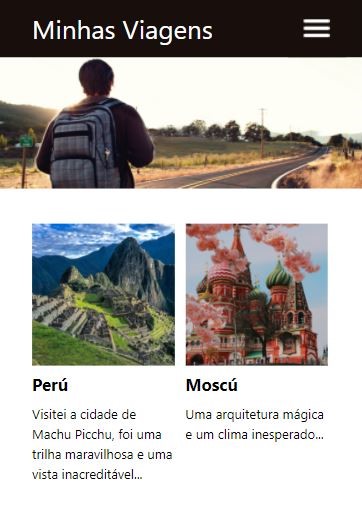 Minhas Viagens
Perú
Visitei a cidade de
Machu Picchu, foi uma
trilha maravilhosa e uma
vista inacreditável...
Moscú
Uma arquitetura mágica
e um clima inesperado...